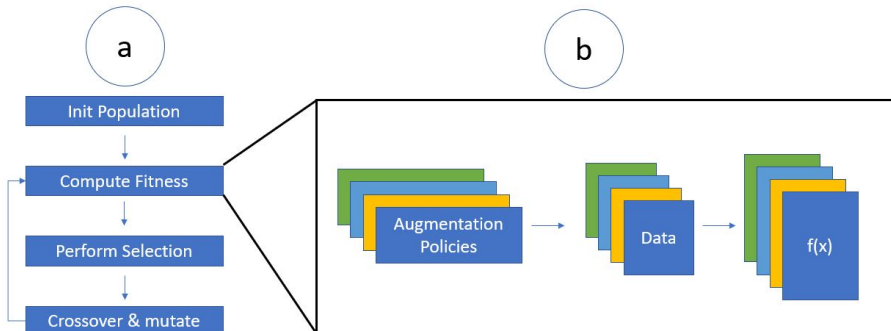 a
b
Init Population
Compute Fitness
Perform Selection
Crossover & mutate
Augmentation
Policies
Data
f(x)